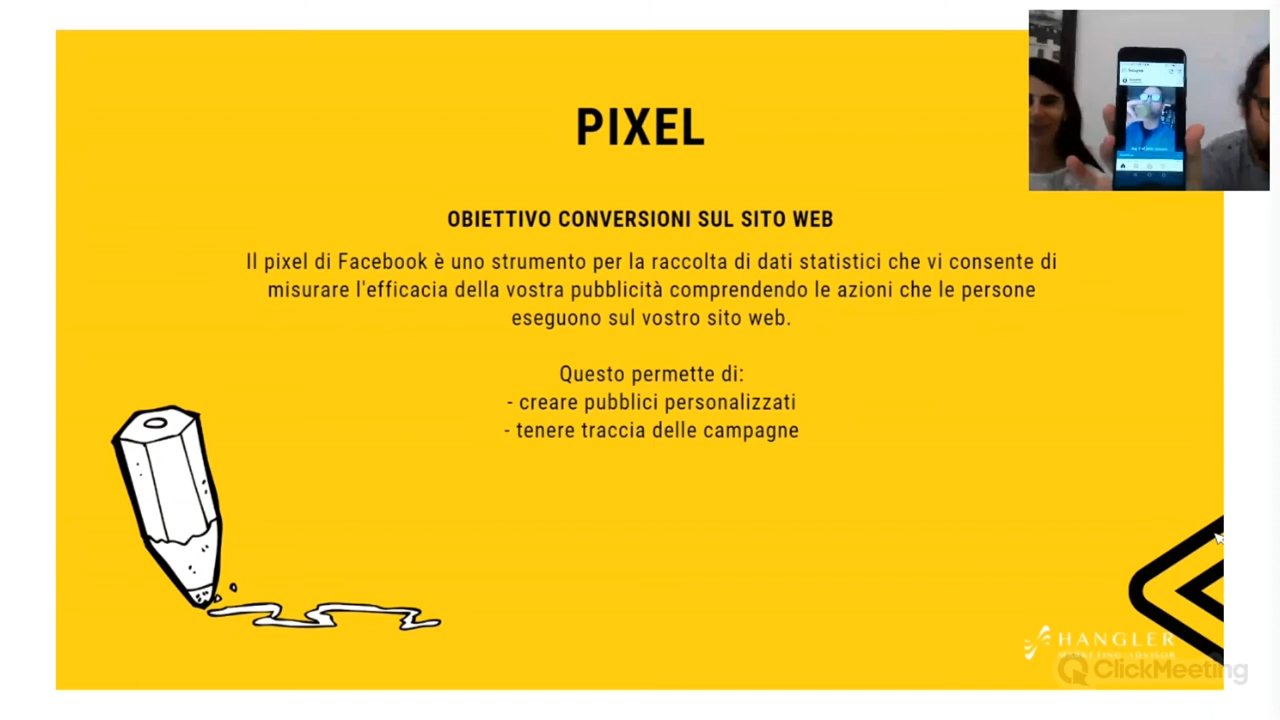 PIXEL
OBIETTIVO CONVERSIONI SUL SITO WEB
Il pixel di Facebook è uno strumento per la raccolta di dati statistici che vi consente di
misurare l'efficacia della vostra pubblicità comprendendo le azioni che le persone
eseguono sul vostro sito web.
Questo permette di:
- creare pubblici personalizzati
- tenere traccia delle campagne
HANGLER
MARKETING ADVISOR
ClickMeeting